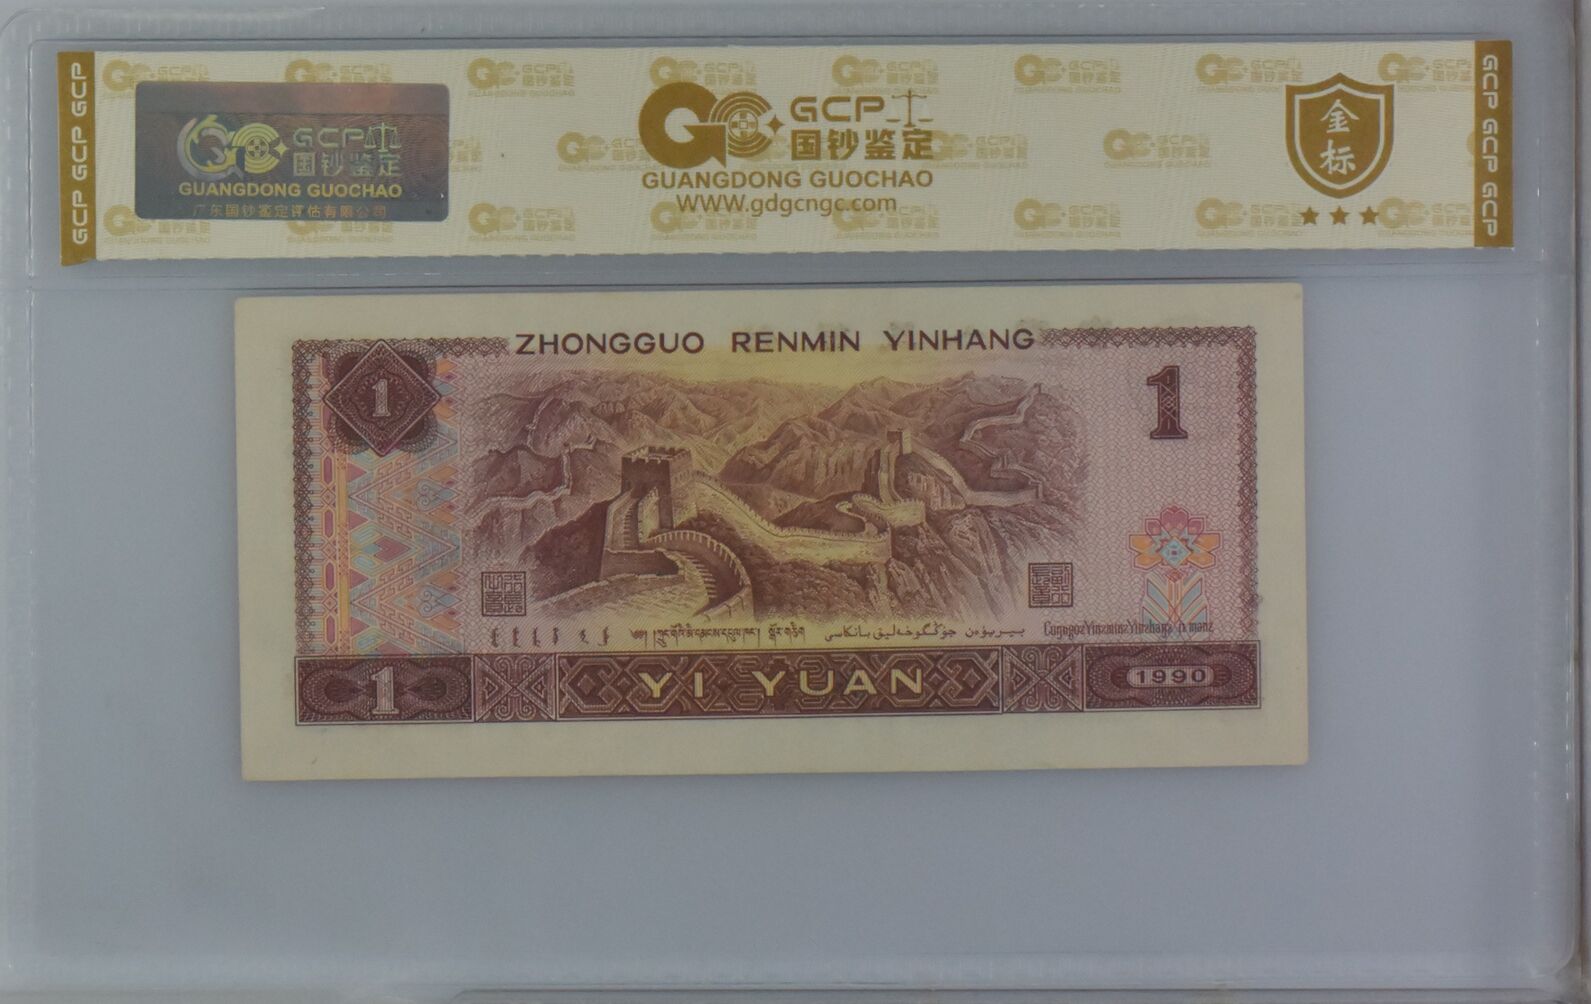 GCP GCP GCP
GCP
国钞鉴定
GUANGDONG GUOCHAO
广东国钞鉴定评估有限公司
GCP
国钞鉴定
GUANGDONG GUOCHAO
www.gdgcngc.com
金
标
GCP GCP GCP
ZHONGGUO RENMIN YINHANG
1
1
1
YI YUAN
1990